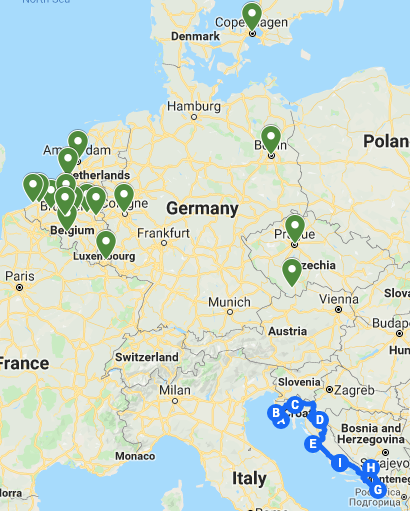 North Sea
Copenhagen
Denmark
Hamburg
Amsterdam
Berlin
Poland
Netherlands
Cologne
Germany
Belgium
Frankfurt
Prague
Czechia
Luxembourg
Paris
Munich
Vienna
Austria
France
Switzerland
Slovenia
Zagreb
Milan
B
A
C
D
Bosnia and
Herzegovina
E
Monaco
I
H
Italy
G
Подгорица